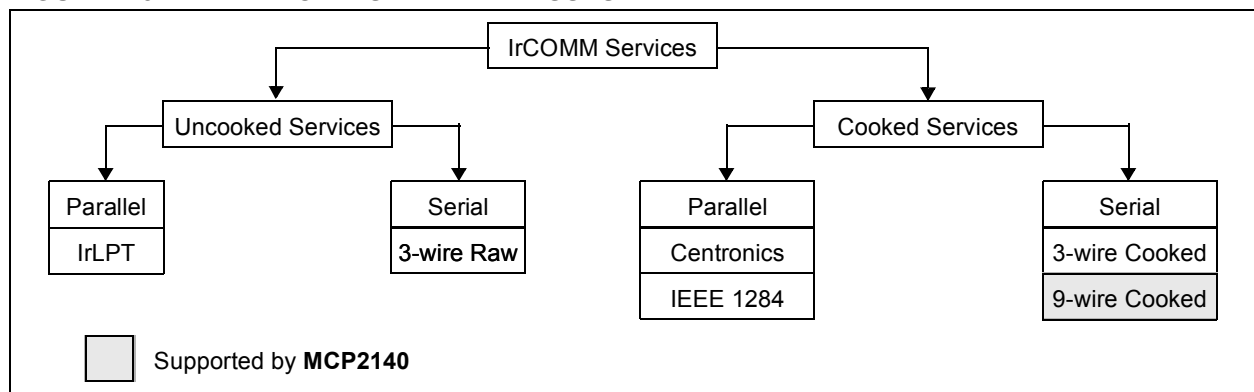 IrCOMM Services
Uncooked Services
Cooked Services
Parallel
IrLPT
Serial
3-wire Raw
Parallel
Centronics
IEEE 1284
Serial
3-wire Cooked
9-wire Cooked
Supported by MCP2140